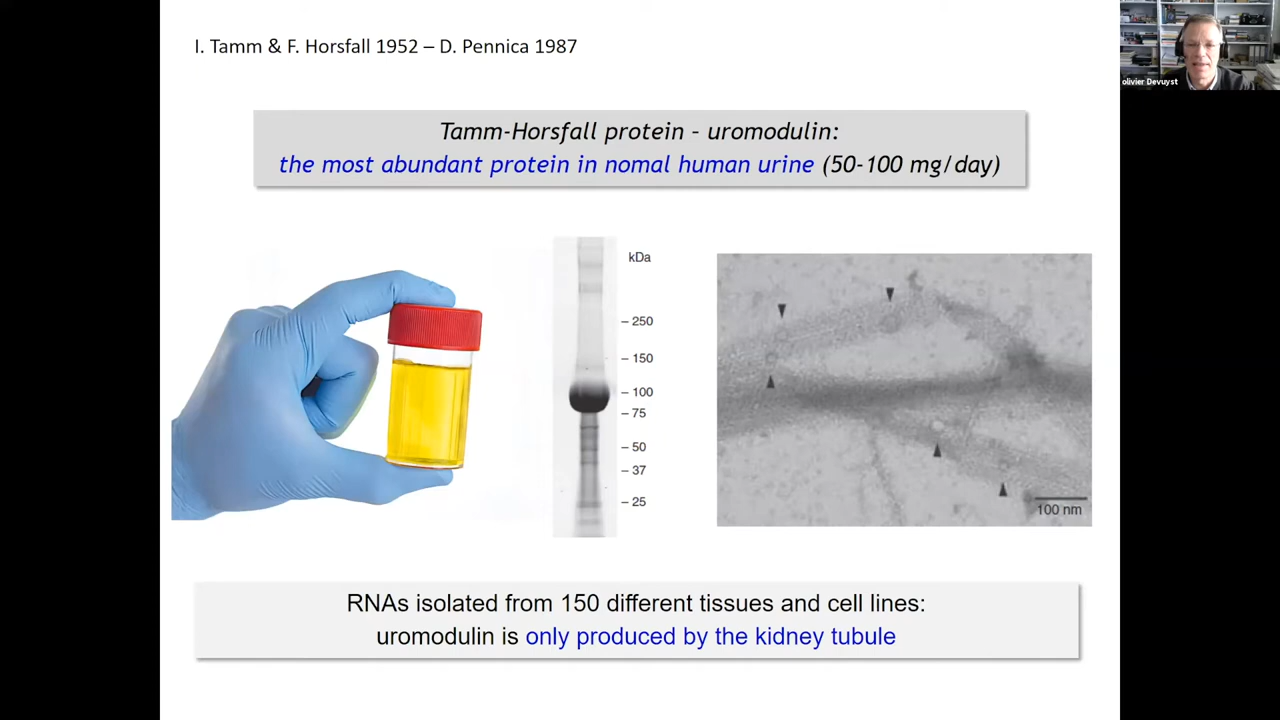 I. Tamm & F. Horsfall 1952 – D. Pennica 1987
olivier Devuyst
Tamm-Horsfall protein – uromodulin:
the most abundant protein in nomal human urine (50-100 mg/day)
kDa
– 250
– 150
– 100
– 75
– 50
– 37
– 25
100 nm
RNAs isolated from 150 different tissues and cell lines:
uromodulin is only produced by the kidney tubule